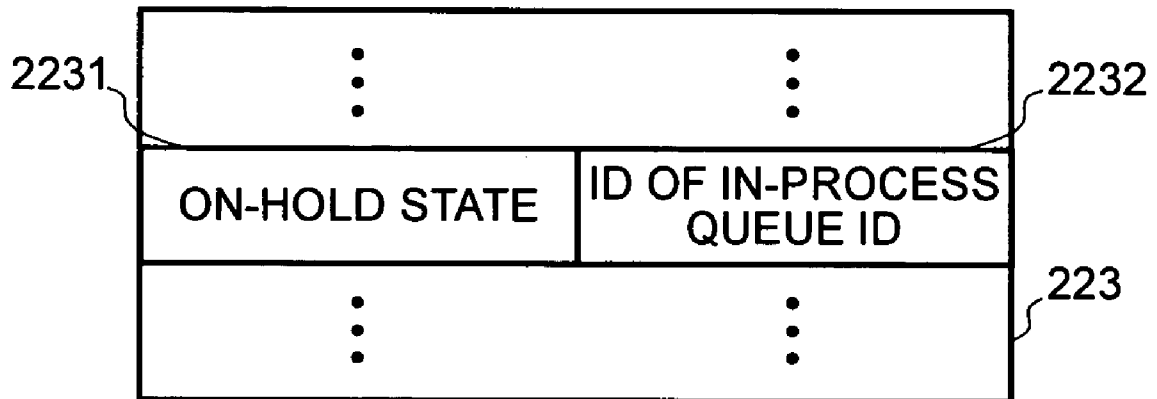 2231
2232
ON-HOLD STATE
ID OF IN-PROCESS
QUEUE ID
223